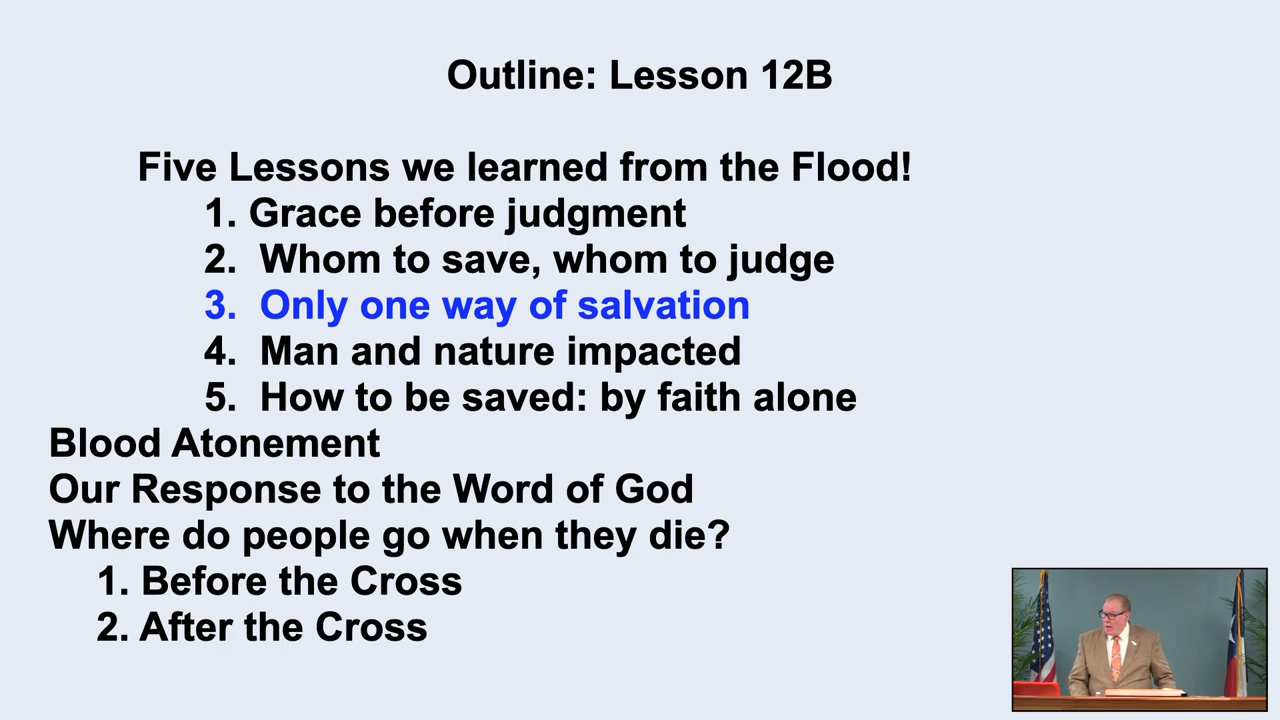 Outline: Lesson 12B
Five Lessons we learned from the Flood!
1. Grace before judgment
2. Whom to save, whom to judge
3. Only one way of salvation
4. Man and nature impacted
5. How to be saved: by faith alone
Blood Atonement
Our Response to the Word of God
Where do people go when they die?
1. Before the Cross
2. After the Cross